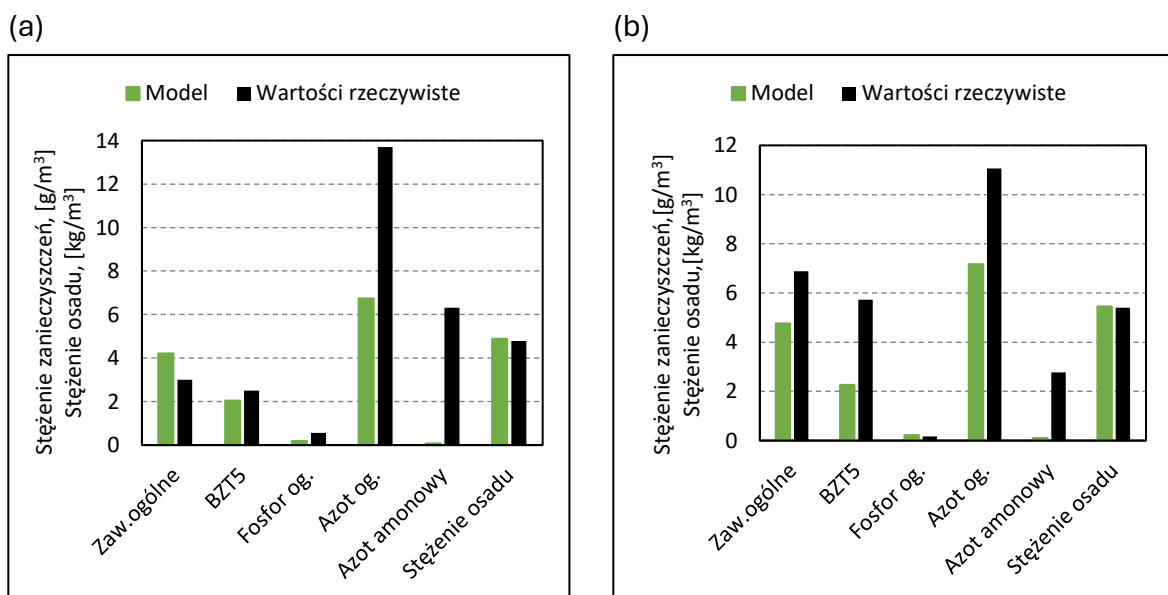 (a)
Model Wartości rzeczywiste
Stężenie zanieczyszczeń, [g/m³]
Stężenie osadu, [kg/m³]
14
12
10
8
6
4
2
0
Zaw.ogólne
BZT5
Fosfor og.
Azot og.
Azot amonowy
Stężenie osadu
(b)
Model Wartości rzeczywiste
Stężenie zanieczyszczeń,[g/m³]
Stężenie osadu,[kg/m³]
12
10
8
6
4
2
0
Zaw.ogólne
BZT5
Fosfor og.
Azot og.
Azot amonowy
Stężenie osadu